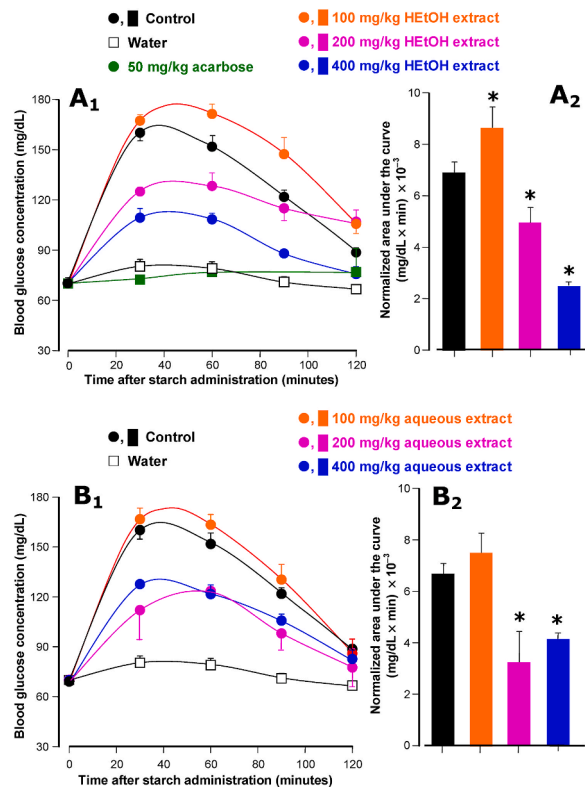 ●, █ Control
□ Water
● 50 mg/kg acarbose
●, █ 100 mg/kg HEtOH extract
●, █ 200 mg/kg HEtOH extract
●, █ 400 mg/kg HEtOH extract
A1
Blood glucose concentration (mg/dL)
180
150
120
90
60
30
0
20
40
60
80
100
120
Time after starch administration (minutes)
A2
Normalized area under the curve
(mg/dL × min) × 10⁻³
10
8
6
4
2
0
*
*
*
●, █ Control
□ Water
●, █ 100 mg/kg aqueous extract
●, █ 200 mg/kg aqueous extract
●, █ 400 mg/kg aqueous extract
B1
Blood glucose concentration (mg/dL)
180
150
120
90
60
30
0
20
40
60
80
100
120
Time after starch administration (minutes)
B2
Normalized area under the curve
(mg/dL × min) × 10⁻³
10
8
6
4
2
0
*
*